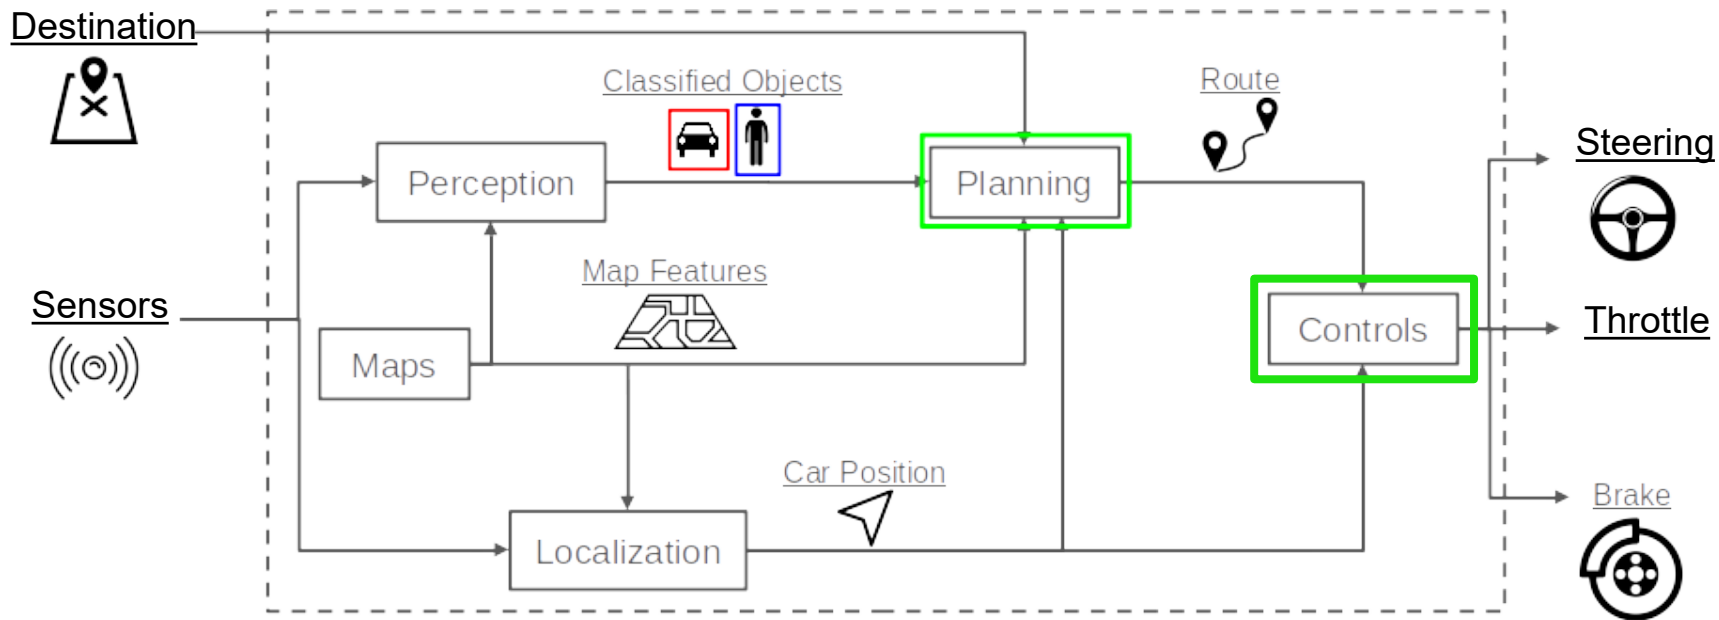 Destination
Classified Objects
Route
Steering
Perception
Planning
Map Features
Sensors
Throttle
Controls
Maps
Car Position
Brake
Localization